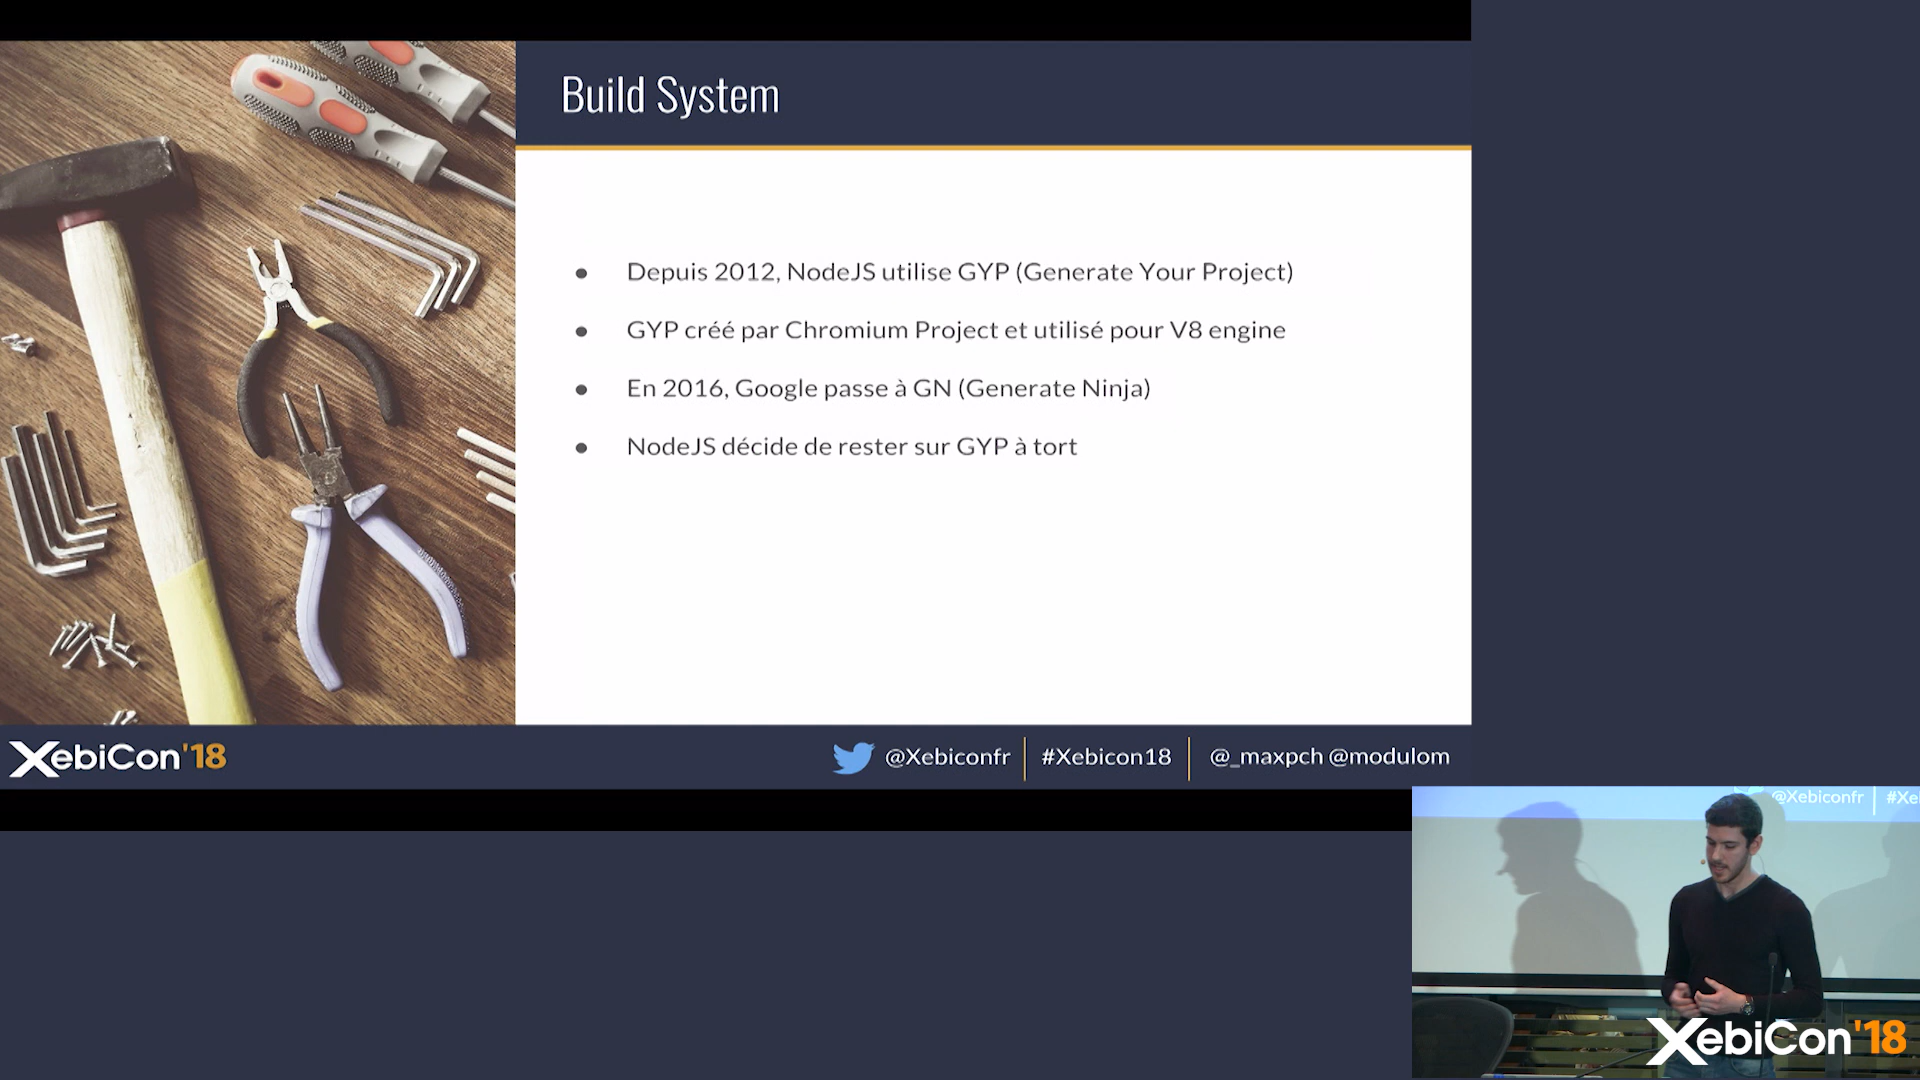 Build System
Depuis 2012, NodeJS utilise GYP (Generate Your Project)
GYP créé par Chromium Project et utilisé pour V8 engine
En 2016, Google passe à GN (Generate Ninja)
NodeJS décide de rester sur GYP à tort
XebiCon'18
@Xebiconfr
#Xebicon18
@_maxpch @modulom
@Xebiconfr
#Xe
XebiCon'18